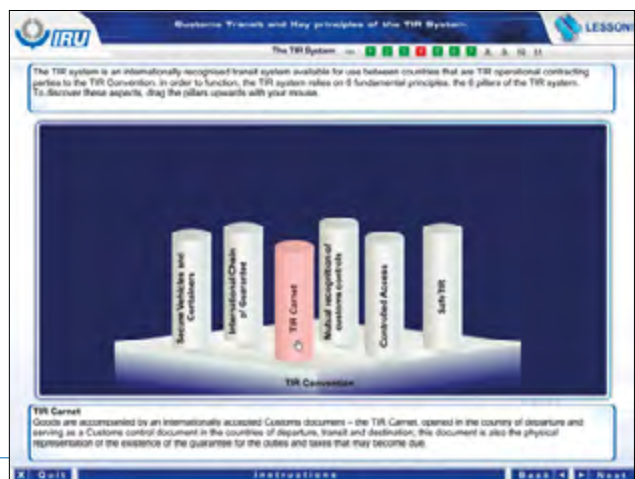 IRU
Customs Transit and Key principles of the TIR System
LESSON
The TIR System
The TIR system is an internationally recognised transit system available for use between countries that are TIR operational contracting
parties to the TIR Convention. In order to function, the TIR system relies on 6 fundamental principles, the 6 pillars of the TIR system.
To discover these aspects, drag the pillars upwards with your mouse.
Secure Vehicles and
Containers
International Chain
of Guarantee
TIR Carnet
Mutual recognition of
customs controls
Controlled Access
SafeTIR
TIR Convention
TIR Carnet
Goods are accompanied by an internationally accepted Customs document – the TIR Carnet, opened in the country of departure and
serving as a Customs control document in the countries of departure, transit and destination; this document is also the physical
representation of the existence of the guarantee for the duties and taxes that may become due.
X Quit
Instructions
Back
Next